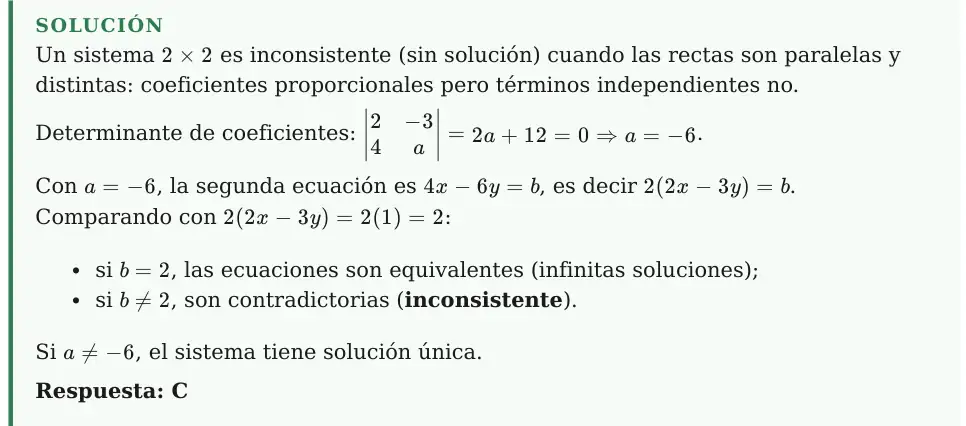 SOLUCIÓN
Un sistema 2 × 2 es inconsistente (sin solución) cuando las rectas son paralelas y
distintas: coeficientes proporcionales pero términos independientes no.
Determinante de coeficientes: |2 −3; 4 a| = 2a + 12 = 0 ⇒ a = −6.
Con a = −6, la segunda ecuación es 4x − 6y = b, es decir 2(2x − 3y) = b.
Comparando con 2(2x − 3y) = 2(1) = 2:
• si b = 2, las ecuaciones son equivalentes (infinitas soluciones);
• si b ≠ 2, son contradictorias (inconsistente).
Si a ≠ −6, el sistema tiene solución única.
Respuesta: C